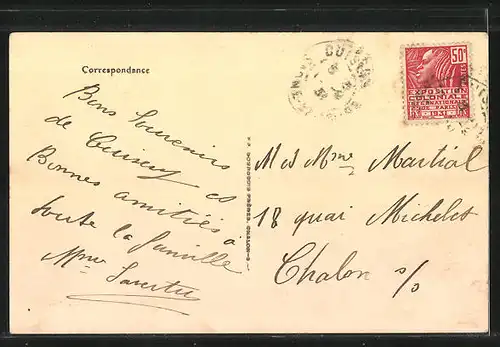 Correspondance
Bons Souvenirs
de Cuisery et
Bonnes amitiés à
toute la famille
Mme
50c
EXPOSITION
COLONIALE
INTERNATIONALE
PARIS
M et Mme Martial
18 quai Michelet
Chalon s/s